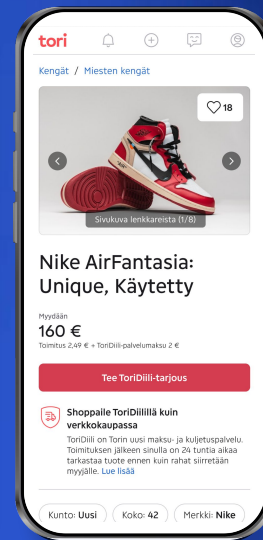 tori
Kengät / Miesten kengät
18
Sivukuva lenkkareista (1/8)
Nike AirFantasia:
Unique, Käytetty
Myydään
160 €
Toimitus 2,49 € + ToriDiili-palvelumaksu 2 €
Tee ToriDiili-tarjous
Shoppaile ToriDiilillä kuin
verkkokaupassa
ToriDiili on Torin uusi maksu- ja kuljetuspalvelu.
Toimituksen jälkeen sinulla on 24 tuntia aikaa
tarkastaa tuote ennen kuin rahat siirretään
myyjälle. Lue lisää
Kunto: Uusi Koko: 42 Merkki: Nike